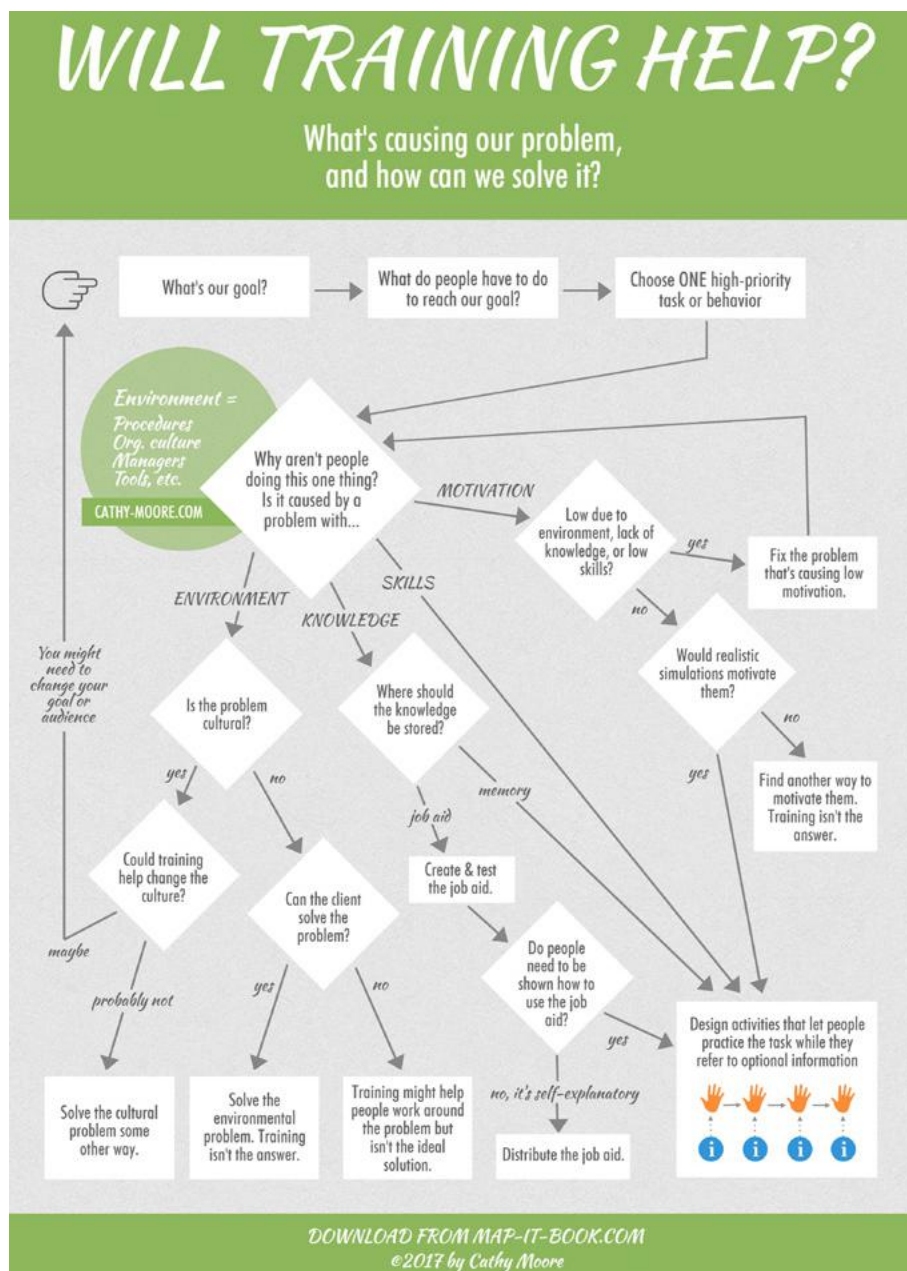 WILL TRAINING HELP?
What's causing our problem,
and how can we solve it?
What's our goal?
What do people have to do
to reach our goal?
Choose ONE high-priority
task or behavior
Environment =
Procedures
Org. culture
Managers
Tools, etc.
CATHY-MOORE.COM
Why aren't people
doing this one thing?
Is it caused by a
problem with...
MOTIVATION
Low due to
environment, lack of
knowledge, or low
skills?
yes
Fix the problem
that's causing low
motivation.
no
Would realistic
simulations motivate
them?
no
Find another way to
motivate them.
Training isn't the
answer.
yes
SKILLS
ENVIRONMENT
KNOWLEDGE
You might
need to
change your
goal or
audience
Is the problem
cultural?
Where should
the knowledge
be stored?
yes
no
job aid
memory
Could training
help change the
culture?
Can the client
solve the
problem?
Create & test
the job aid.
Do people
need to be
shown how to
use the job
aid?
maybe
probably not
yes
no
yes
no, it's self-explanatory
Solve the cultural
problem some
other way.
Solve the
environmental
problem. Training
isn't the answer.
Training might help
people work around
the problem but
isn't the ideal
solution.
Distribute the job aid.
Design activities that let people
practice the task while they
refer to optional information
i i i i
DOWNLOAD FROM MAP-IT-BOOK.COM
©2017 by Cathy Moore